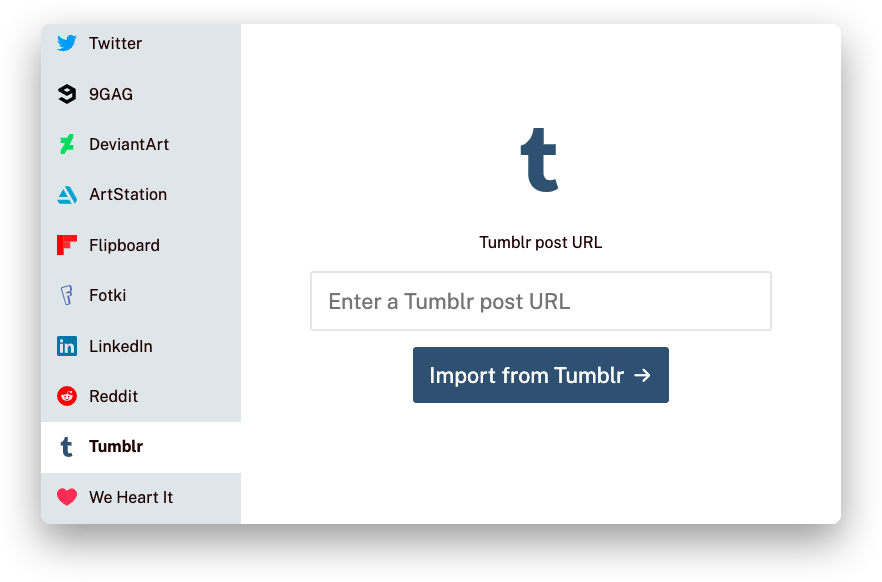 Twitter
9GAG
DeviantArt
ArtStation
Flipboard
Fotki
LinkedIn
Reddit
Tumblr
We Heart It
Tumblr post URL
Enter a Tumblr post URL
Import from Tumblr →